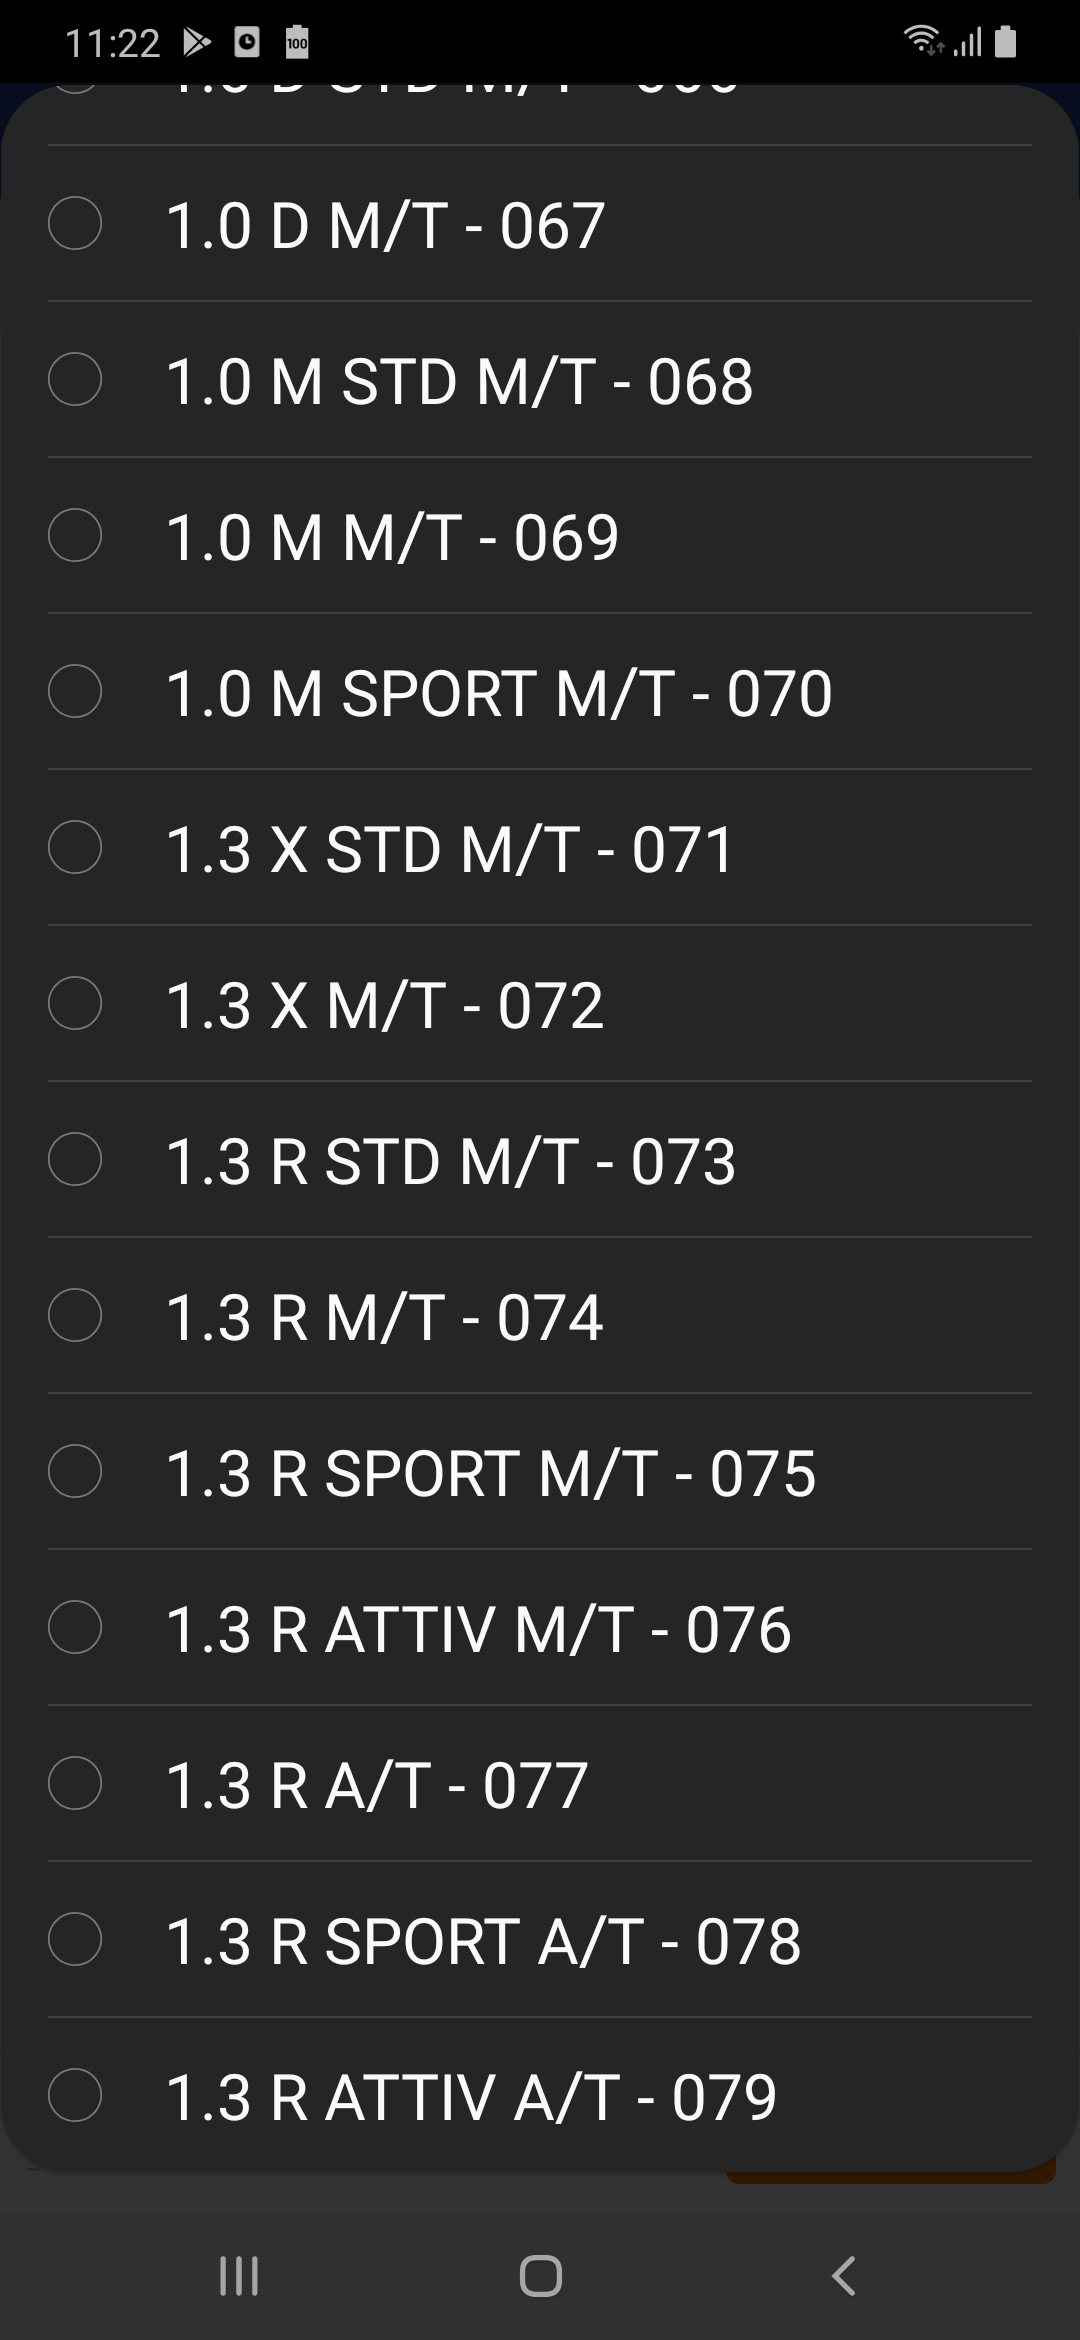 11:22
100
1.0 D M/T - 067
1.0 M STD M/T - 068
1.0 M M/T - 069
1.0 M SPORT M/T - 070
1.3 X STD M/T - 071
1.3 X M/T - 072
1.3 R STD M/T - 073
1.3 R M/T - 074
1.3 R SPORT M/T - 075
1.3 R ATTIV M/T - 076
1.3 R A/T - 077
1.3 R SPORT A/T - 078
1.3 R ATTIV A/T - 079